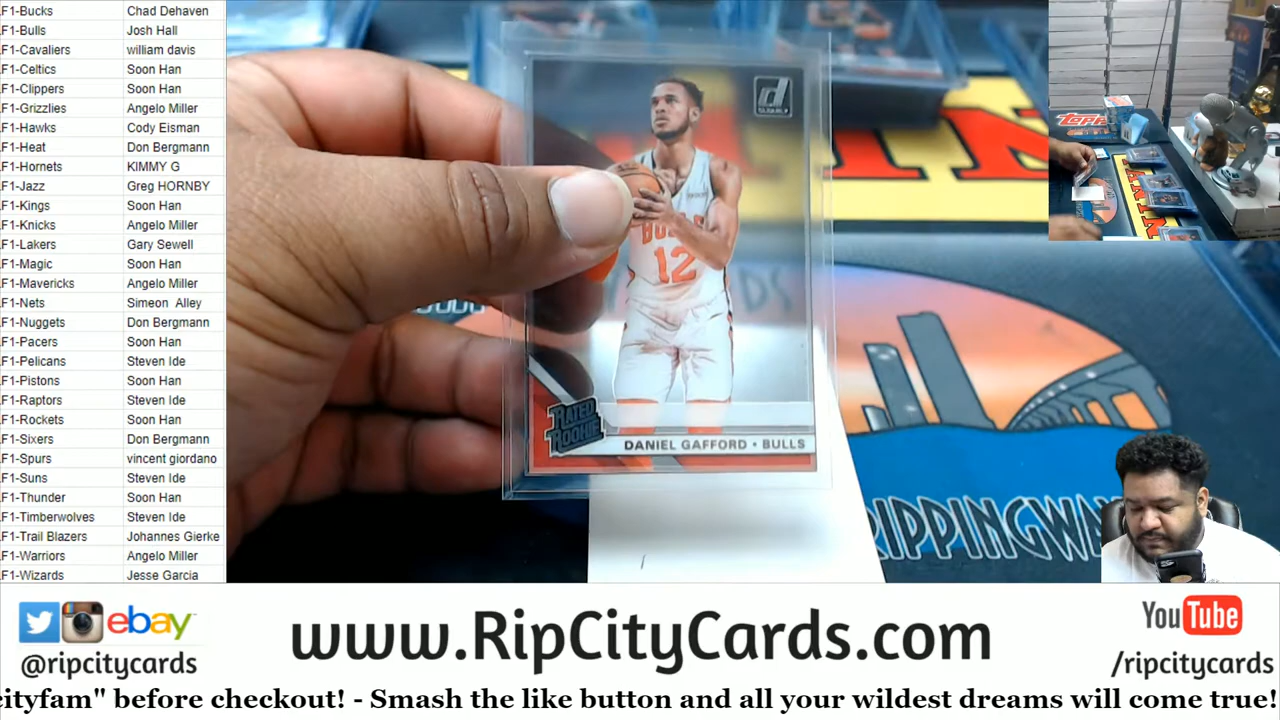 F1-Bucks Chad Dehaven
F1-Bulls Josh Hall
F1-Cavaliers william davis
F1-Celtics Soon Han
F1-Clippers Soon Han
F1-Grizzlies Angelo Miller
F1-Hawks Cody Eisman
F1-Heat Don Bergmann
F1-Hornets KIMMY G
F1-Jazz Greg HORNBY
F1-Kings Soon Han
F1-Knicks Angelo Miller
F1-Lakers Gary Sewell
F1-Magic Soon Han
F1-Mavericks Angelo Miller
F1-Nets Simeon Alley
F1-Nuggets Don Bergmann
F1-Pacers Soon Han
F1-Pelicans Steven Ide
F1-Pistons Soon Han
F1-Raptors Steven Ide
F1-Rockets Soon Han
F1-Sixers Don Bergmann
F1-Spurs vincent giordano
F1-Suns Steven Ide
F1-Thunder Soon Han
F1-Timberwolves Steven Ide
F1-Trail Blazers Johannes Gierke
F1-Warriors Angelo Miller
F1-Wizards Jesse Garcia
d
12
RATED
ROOKIE
DANIEL GAFFORD • BULLS
TOPPS
RIPPINGWA
ebay
@ripcitycards
www.RipCityCards.com
YouTube
/ripcitycards
cityfam" before checkout! - Smash the like button and all your wildest dreams will come true!